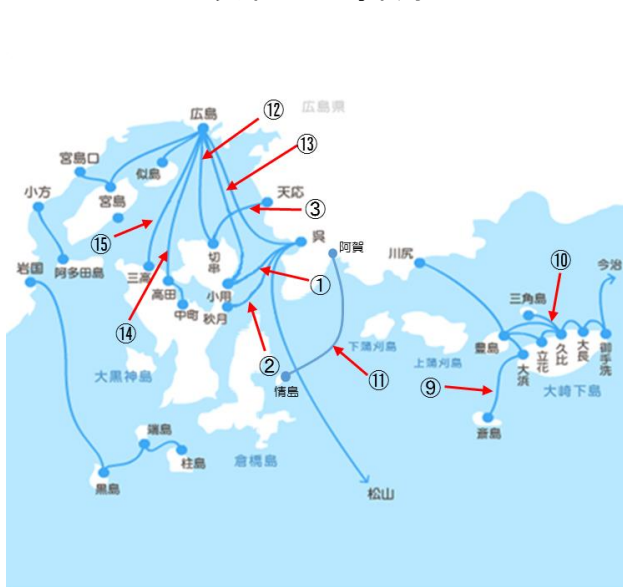 広島県
広島
⑫
⑬
宮島口
似島
宮島
小方
天応
③
呉
阿賀
⑮
切串
岩国
阿多田島
三高
高田
中町
小用
秋月
①
②
⑭
川尻
⑩
今治
三角島
豊島
大浜
立花
久比
大長
御手洗
下蒲刈島
上蒲刈島
⑨
大崎下島
斎島
⑪
情島
大黒神島
倉橋島
端島
柱島
黒島
松山